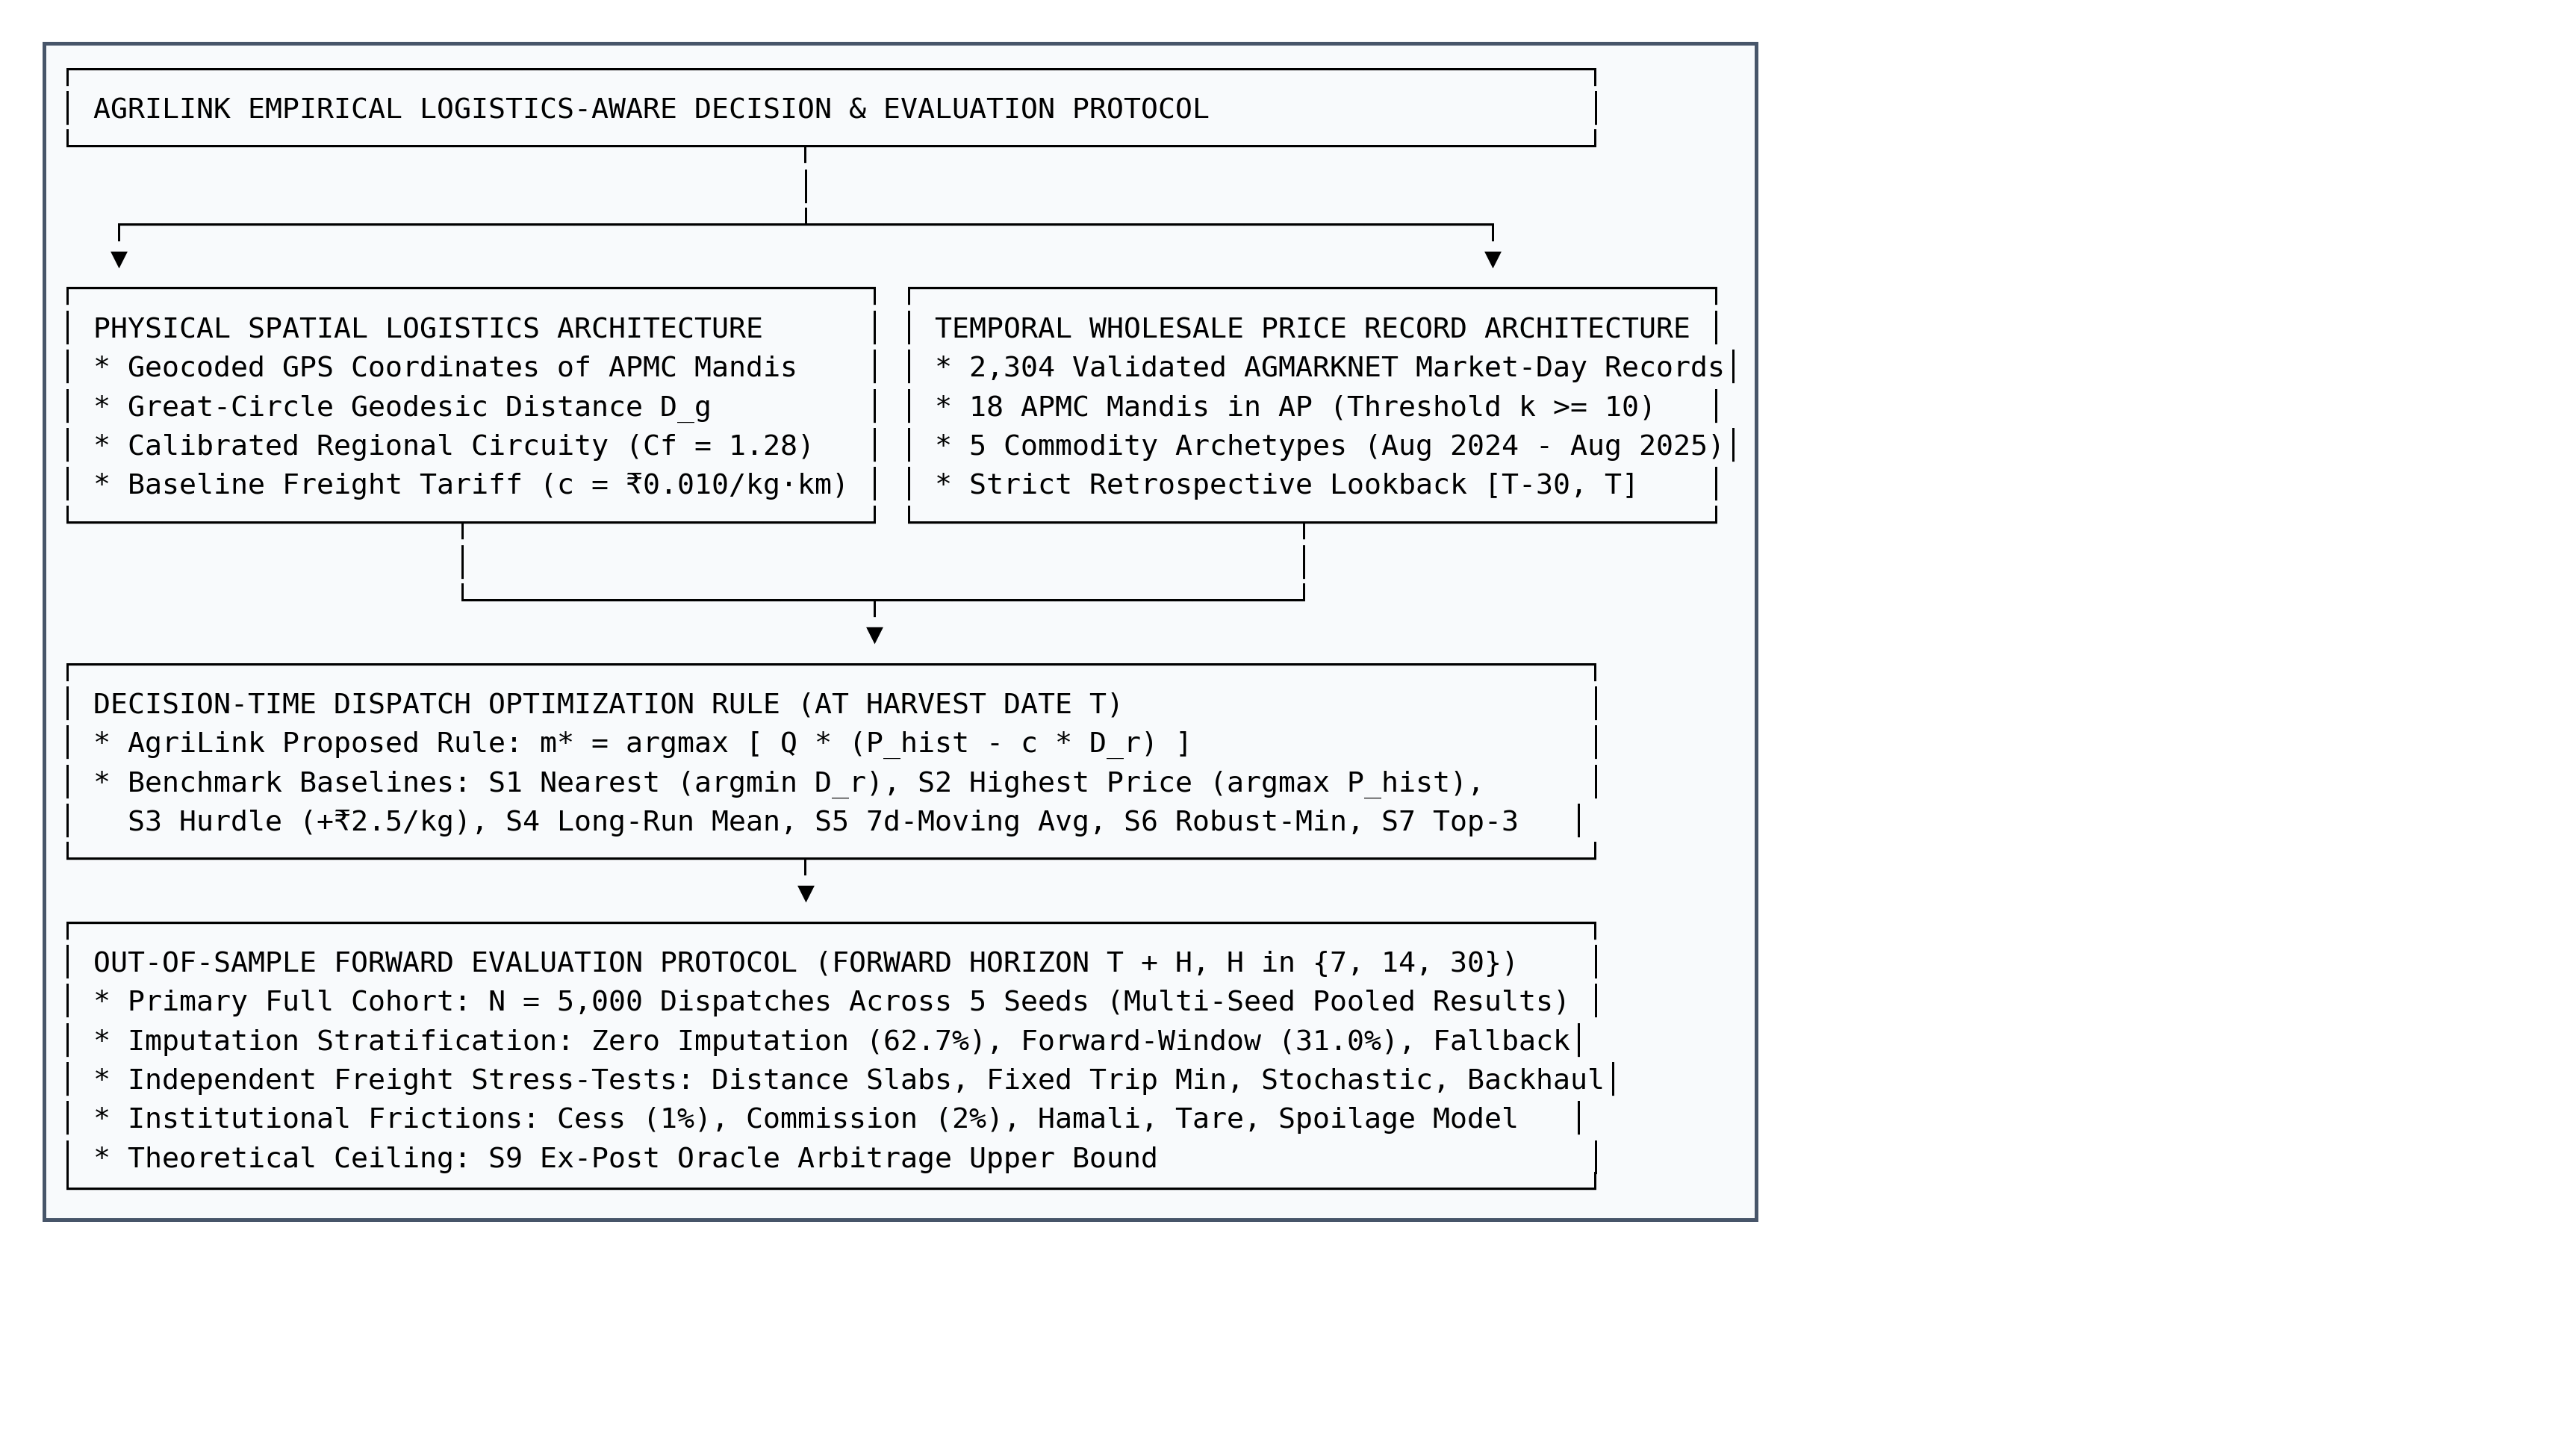 AGRILINK EMPIRICAL LOGISTICS-AWARE DECISION & EVALUATION PROTOCOL
PHYSICAL SPATIAL LOGISTICS ARCHITECTURE
* Geocoded GPS Coordinates of APMC Mandis
* Great-Circle Geodesic Distance D_g
* Calibrated Regional Circuity (Cf = 1.28)
* Baseline Freight Tariff (c = ₹0.010/kg·km)
TEMPORAL WHOLESALE PRICE RECORD ARCHITECTURE
* 2,304 Validated AGMARKNET Market-Day Records
* 18 APMC Mandis in AP (Threshold k >= 10)
* 5 Commodity Archetypes (Aug 2024 - Aug 2025)
* Strict Retrospective Lookback [T-30, T]
DECISION-TIME DISPATCH OPTIMIZATION RULE (AT HARVEST DATE T)
* AgriLink Proposed Rule: m* = argmax [ Q * (P_hist - c * D_r) ]
* Benchmark Baselines: S1 Nearest (argmin D_r), S2 Highest Price (argmax P_hist),
S3 Hurdle (+₹2.5/kg), S4 Long-Run Mean, S5 7d-Moving Avg, S6 Robust-Min, S7 Top-3
OUT-OF-SAMPLE FORWARD EVALUATION PROTOCOL (FORWARD HORIZON T + H, H in {7, 14, 30})
* Primary Full Cohort: N = 5,000 Dispatches Across 5 Seeds (Multi-Seed Pooled Results)
* Imputation Stratification: Zero Imputation (62.7%), Forward-Window (31.0%), Fallback
* Independent Freight Stress-Tests: Distance Slabs, Fixed Trip Min, Stochastic, Backhaul
* Institutional Frictions: Cess (1%), Commission (2%), Hamali, Tare, Spoilage Model
* Theoretical Ceiling: S9 Ex-Post Oracle Arbitrage Upper Bound